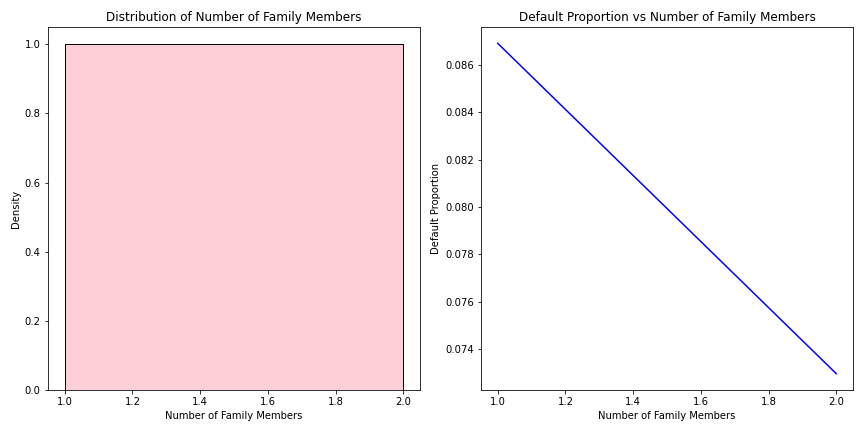 Distribution of Number of Family Members
1.0
0.8
0.6
0.4
0.2
0.0
Density
1.0 1.2 1.4 1.6 1.8 2.0
Number of Family Members
Default Proportion vs Number of Family Members
0.086
0.084
0.082
0.080
0.078
0.076
0.074
Default Proportion
1.0 1.2 1.4 1.6 1.8 2.0
Number of Family Members